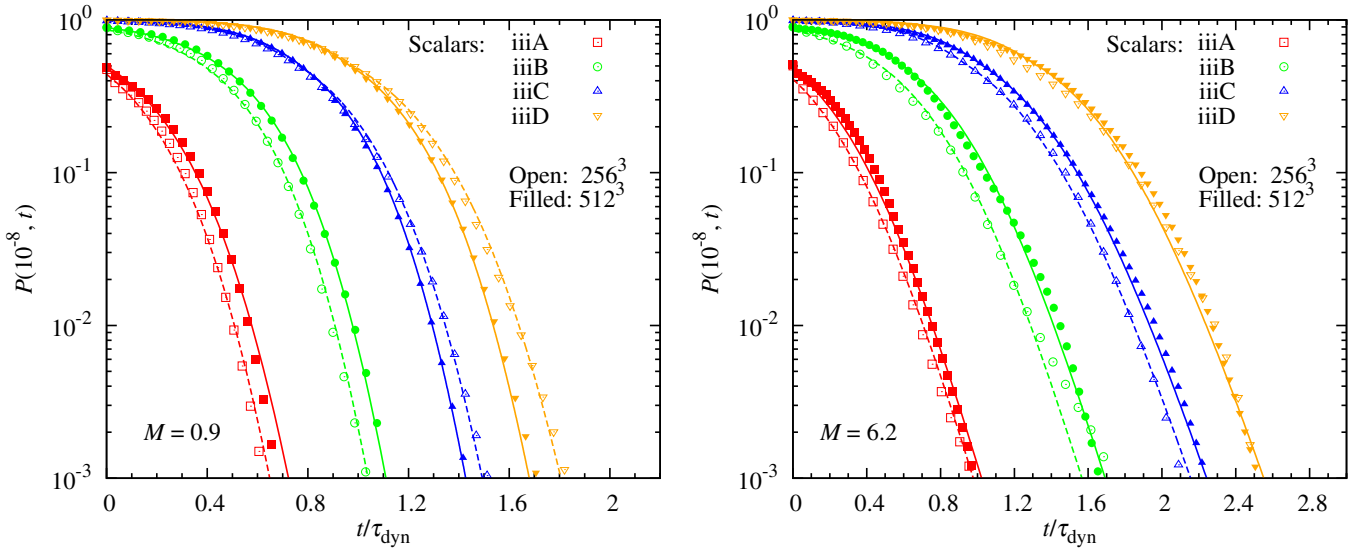 10^0
10^-1
10^-2
10^-3
P(10^-8, t)
Scalars: iiiA
iiiB
iiiC
iiiD
Open: 256^3
Filled: 512^3
M = 0.9
0 0.4 0.8 1.2 1.6 2
t/τ_dyn
10^0
10^-1
10^-2
10^-3
P(10^-8, t)
Scalars: iiiA
iiiB
iiiC
iiiD
Open: 256^3
Filled: 512^3
M = 6.2
0 0.4 0.8 1.2 1.6 2 2.4 2.8
t/τ_dyn